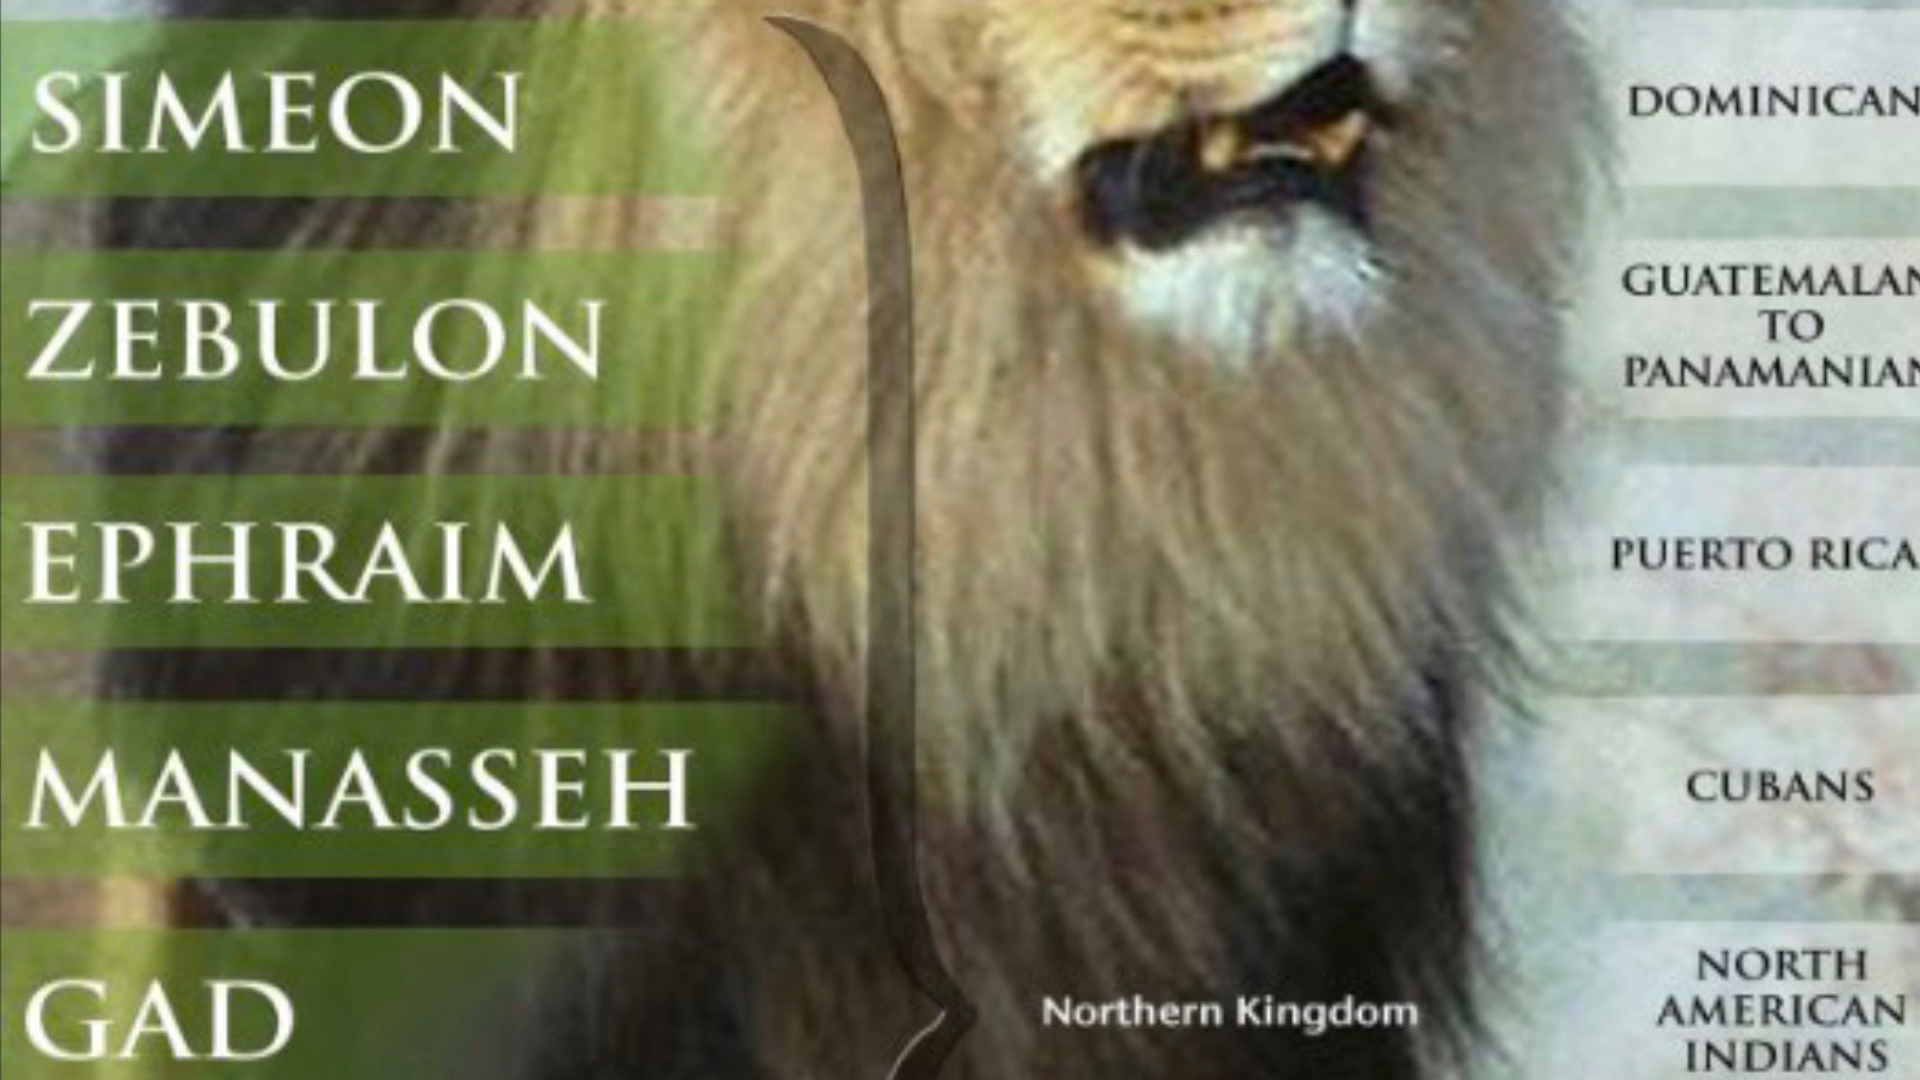 SIMEON
DOMINICAN
ZEBULON
GUATEMALAN
TO
PANAMANIAN
EPHRAIM
PUERTO RICA
MANASSEH
CUBANS
GAD
Northern Kingdom
NORTH
AMERICAN
INDIANS